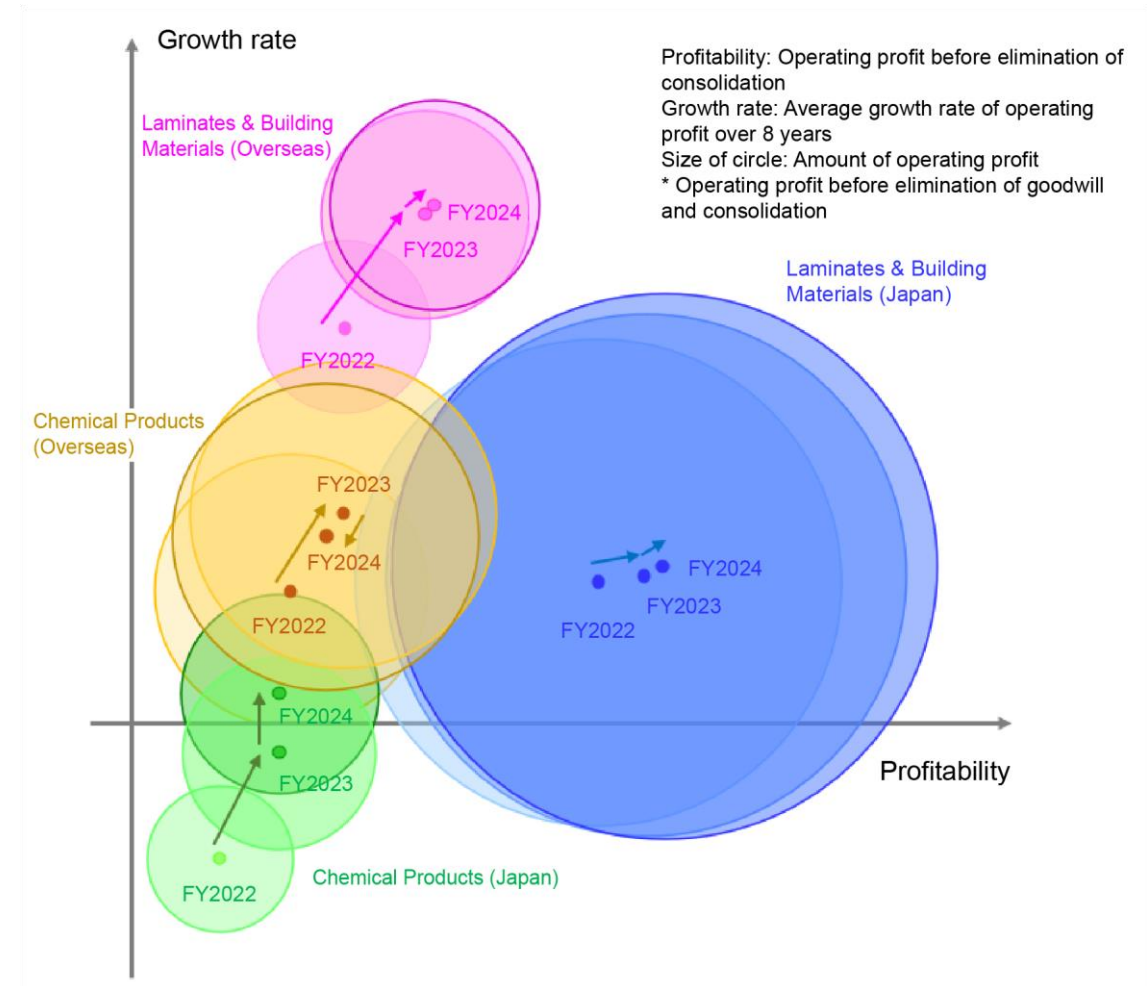 Growth rate
Profitability: Operating profit before elimination of
consolidation
Growth rate: Average growth rate of operating
profit over 8 years
Size of circle: Amount of operating profit
* Operating profit before elimination of goodwill
and consolidation
Laminates & Building
Materials (Overseas)
FY2024
FY2023
FY2022
Laminates & Building
Materials (Japan)
FY2024
FY2023
FY2022
Chemical Products
(Overseas)
FY2023
FY2024
FY2022
FY2024
FY2023
FY2022
Chemical Products (Japan)
Profitability